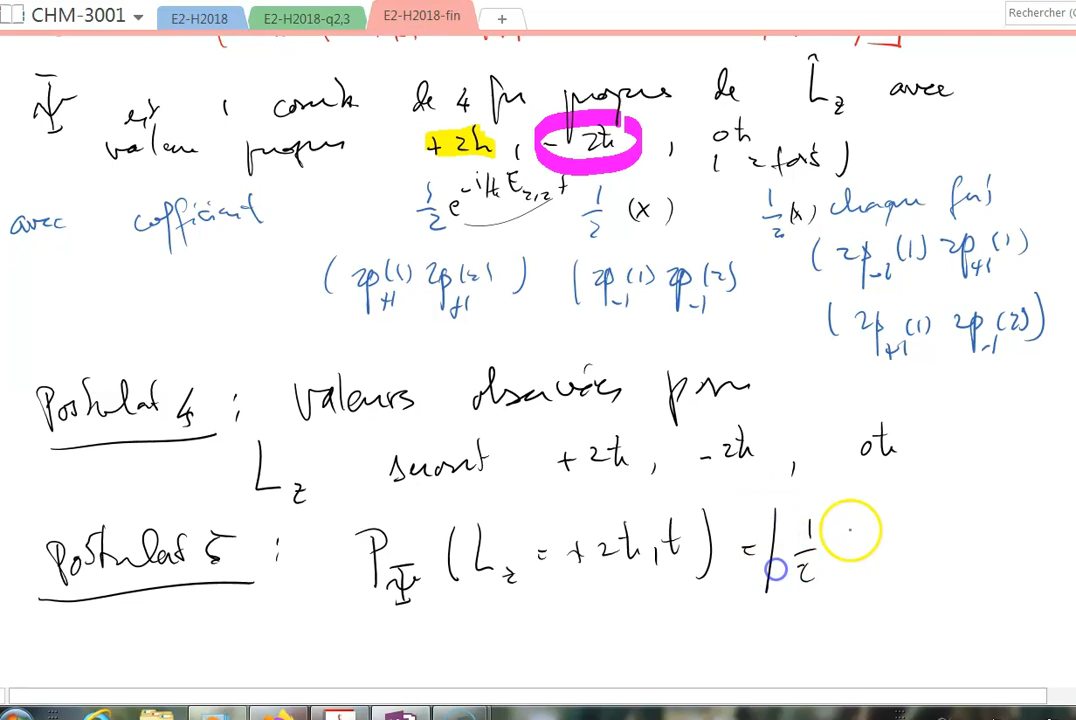 CHM-3001 E2-H2018 E2-H2018-q2,3 E2-H2018-fin +
Rechercher (
Ψ est 1 comb de 4 fn propres de L̂z avec
valeurs propres +2ħ, -2ħ, 0ħ
(2 fois)
avec coefficient 1/2 e^{-i/ħ E_{2,2} t} 1/2 (x) 1/2 (x) chaque fois
(2p+1(1) 2p+1(2)) (2p-1(1) 2p-1(2)) (2p-1(1) 2p+1(1)
(2p+1(1) 2p-1(2))
Postulat 4 : valeurs observées pour
Lz seront +2ħ, -2ħ, 0ħ
Postulat 5 : PΨ (Lz = +2ħ, t) = | 1/2